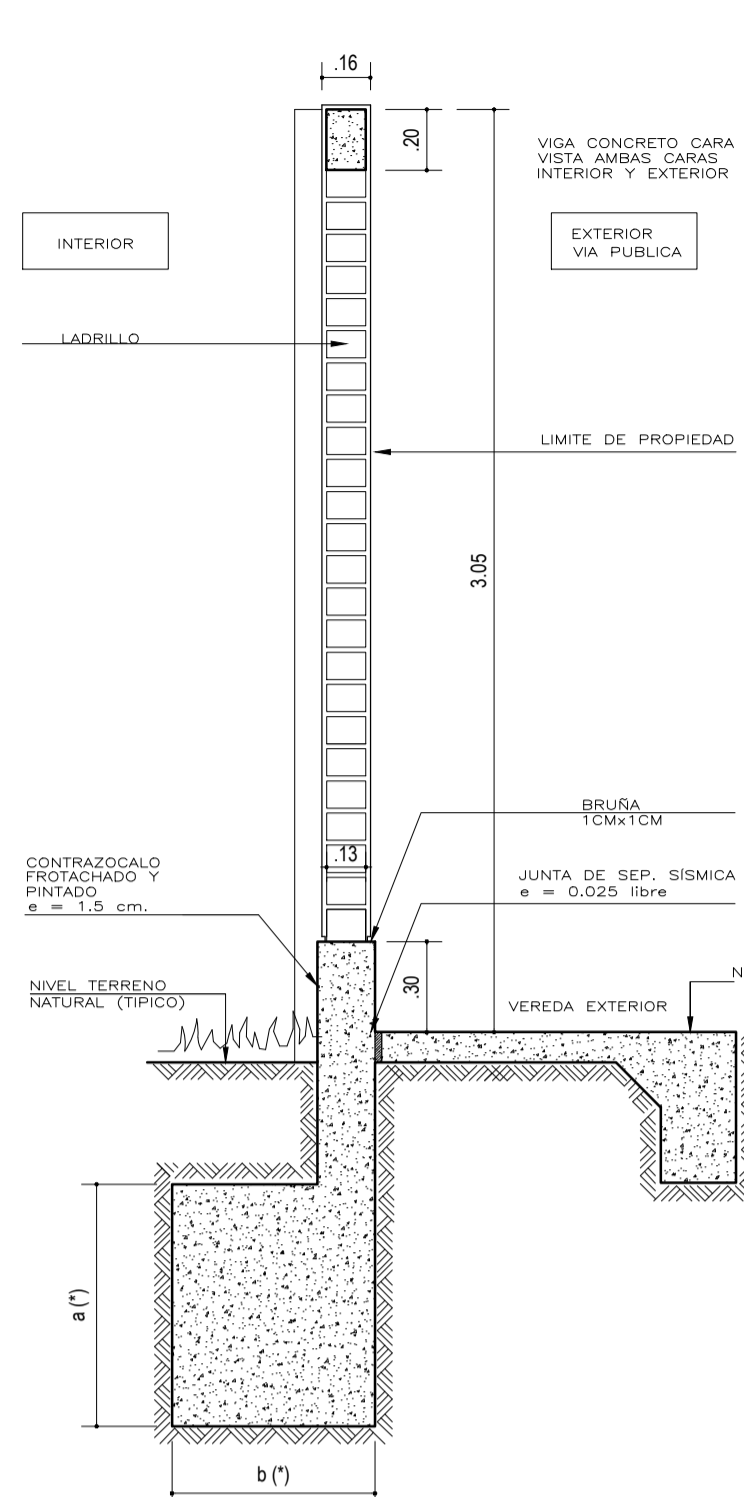 .16
.20
VIGA CONCRETO CARA
VISTA AMBAS CARAS
INTERIOR Y EXTERIOR
INTERIOR
EXTERIOR
VIA PUBLICA
LADRILLO
LIMITE DE PROPIEDAD
3.05
BRUÑA
1CMx1CM
.13
CONTRAZOCALO
FROTACHADO Y
PINTADO
e = 1.5 cm.
JUNTA DE SEP. SÍSMICA
e = 0.025 libre
.30
NIVEL TERRENO
NATURAL (TIPICO)
N
VEREDA EXTERIOR
a (*)
b (*)